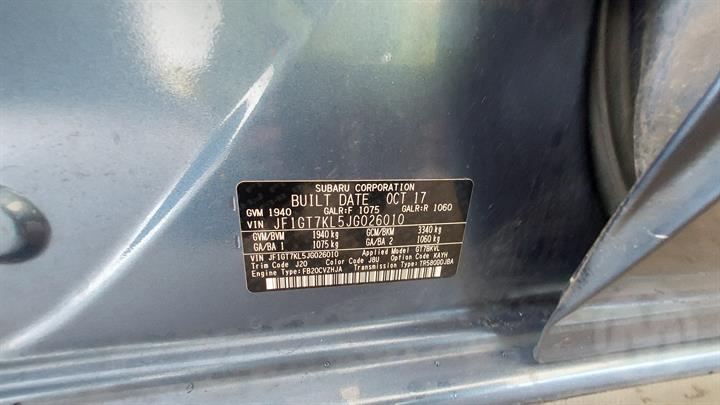 SUBARU CORPORATION
BUILT DATE OCT 17
GVM 1940 GALR:F 1075 GALR:R 1060
VIN JF1GT7KL5JG026010
GVM/BVM 1940 kg GCM/BKM 3340 kg
GA/BA 1 1075 kg GA/BA 2 1060 kg
VIN JF1GT7KL5JG026010 Applied Model GT7BKVL
Trim Code J20 Color Code J8U Option Code KAYH
Engine Type: FB20CVZHJA Transmission Type: TR580DDJBA